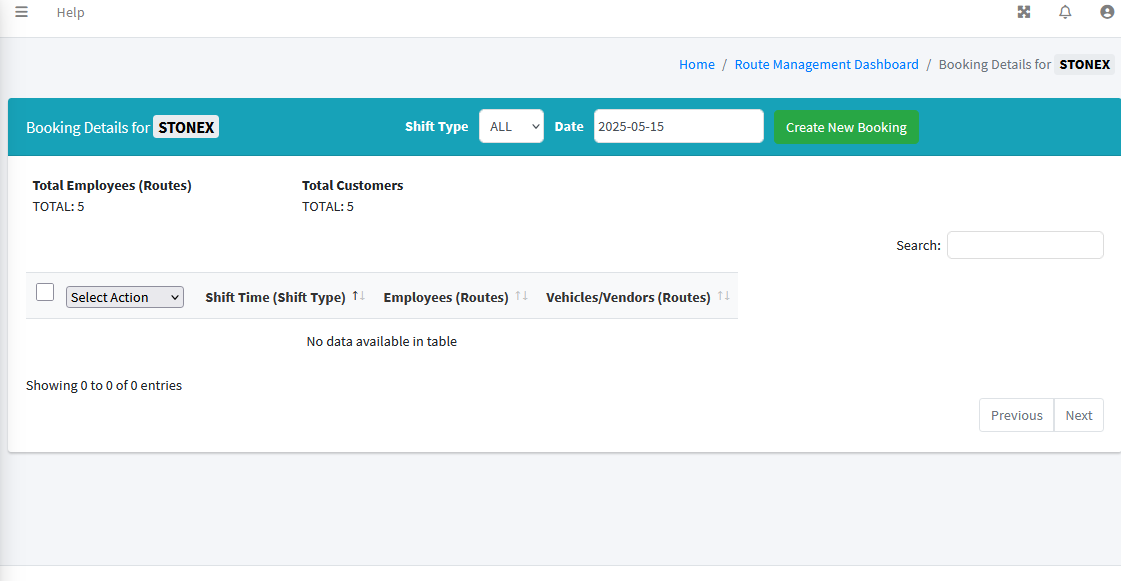 Help
Home / Route Management Dashboard / Booking Details for STONEX
Booking Details for STONEX Shift Type ALL Date 2025-05-15 Create New Booking
Total Employees (Routes) Total Customers
TOTAL: 5 TOTAL: 5
Search:
Select Action Shift Time (Shift Type) Employees (Routes) Vehicles/Vendors (Routes)
No data available in table
Showing 0 to 0 of 0 entries
Previous Next